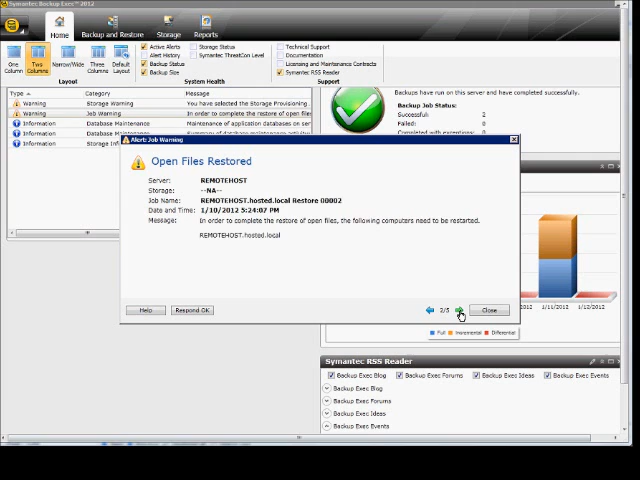 Symantec Backup Exec™ 2012
Home
Backup and Restore
Storage
Reports
One Column
Two Columns
Narrow/Wide
Three Columns
Default Layout
Layout
Active Alerts
Alert History
Backup Status
Backup Size
Storage Status
Symantec ThreatCon Level
System Health
Technical Support
Documentation
Licensing and Maintenance Contracts
Symantec RSS Reader
Support
Type Category Message
Warning Storage Warning You have selected the Storage Provisioning
Warning Job Warning In order to complete the restore of open files
Information Database Maintenance Maintenance of application databases on ser
Information Database Maintenance Summary of database maintenance activity
Information Storage
Backups have run on this server and have completed successfully.
Backup Job Status:
Successful: 2
Failed: 0
Completed with exceptions:
Alert: Job Warning
Open Files Restored
Server: REMOTEHOST
Storage: --NA--
Job Name: REMOTEHOST.hosted.local Restore 00002
Date and Time: 1/10/2012 5:24:07 PM
Message: In order to complete the restore of open files, the following computers need to be restarted.
REMOTEHOST.hosted.local
Help
Respond OK
2/5
Close
1/11/2012 1/12/2012
Full Incremental Differential
Symantec RSS Reader
Backup Exec Blog Backup Exec Forums Backup Exec Ideas Backup Exec Events
Backup Exec Blog
Backup Exec Forums
Backup Exec Ideas
Backup Exec Events